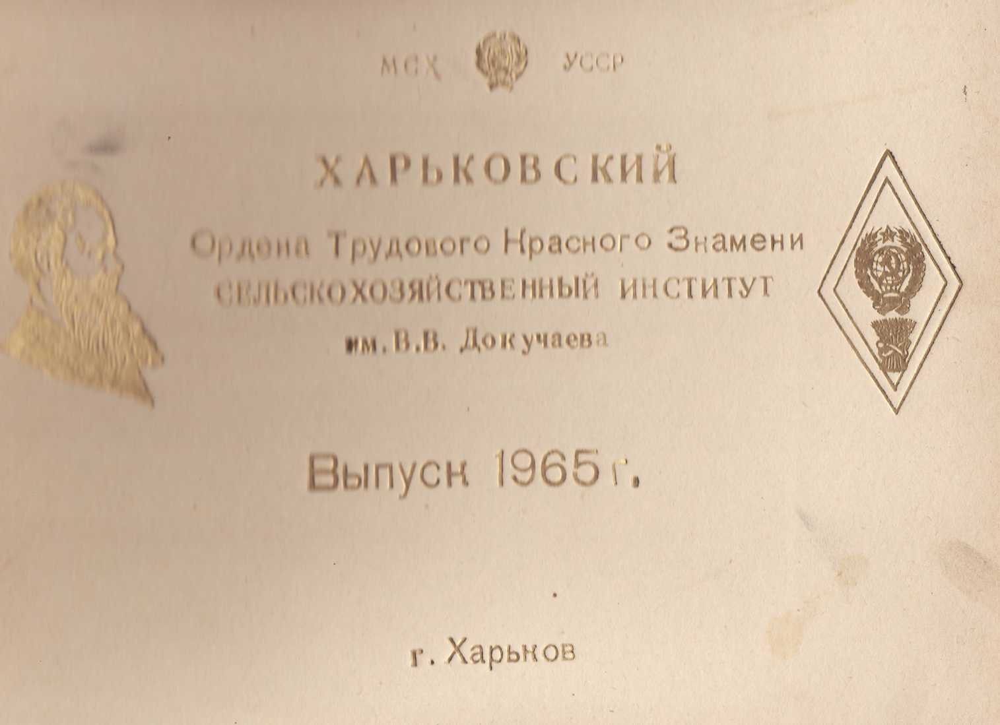 МСХ УССР
ХАРЬКОВСКИЙ
Ордена Трудового Красного Знамени
СЕЛЬСКОХОЗЯЙСТВЕННЫЙ ИНСТИТУТ
им. В.В. Докучаева
Выпуск 1965 г.
г. Харьков